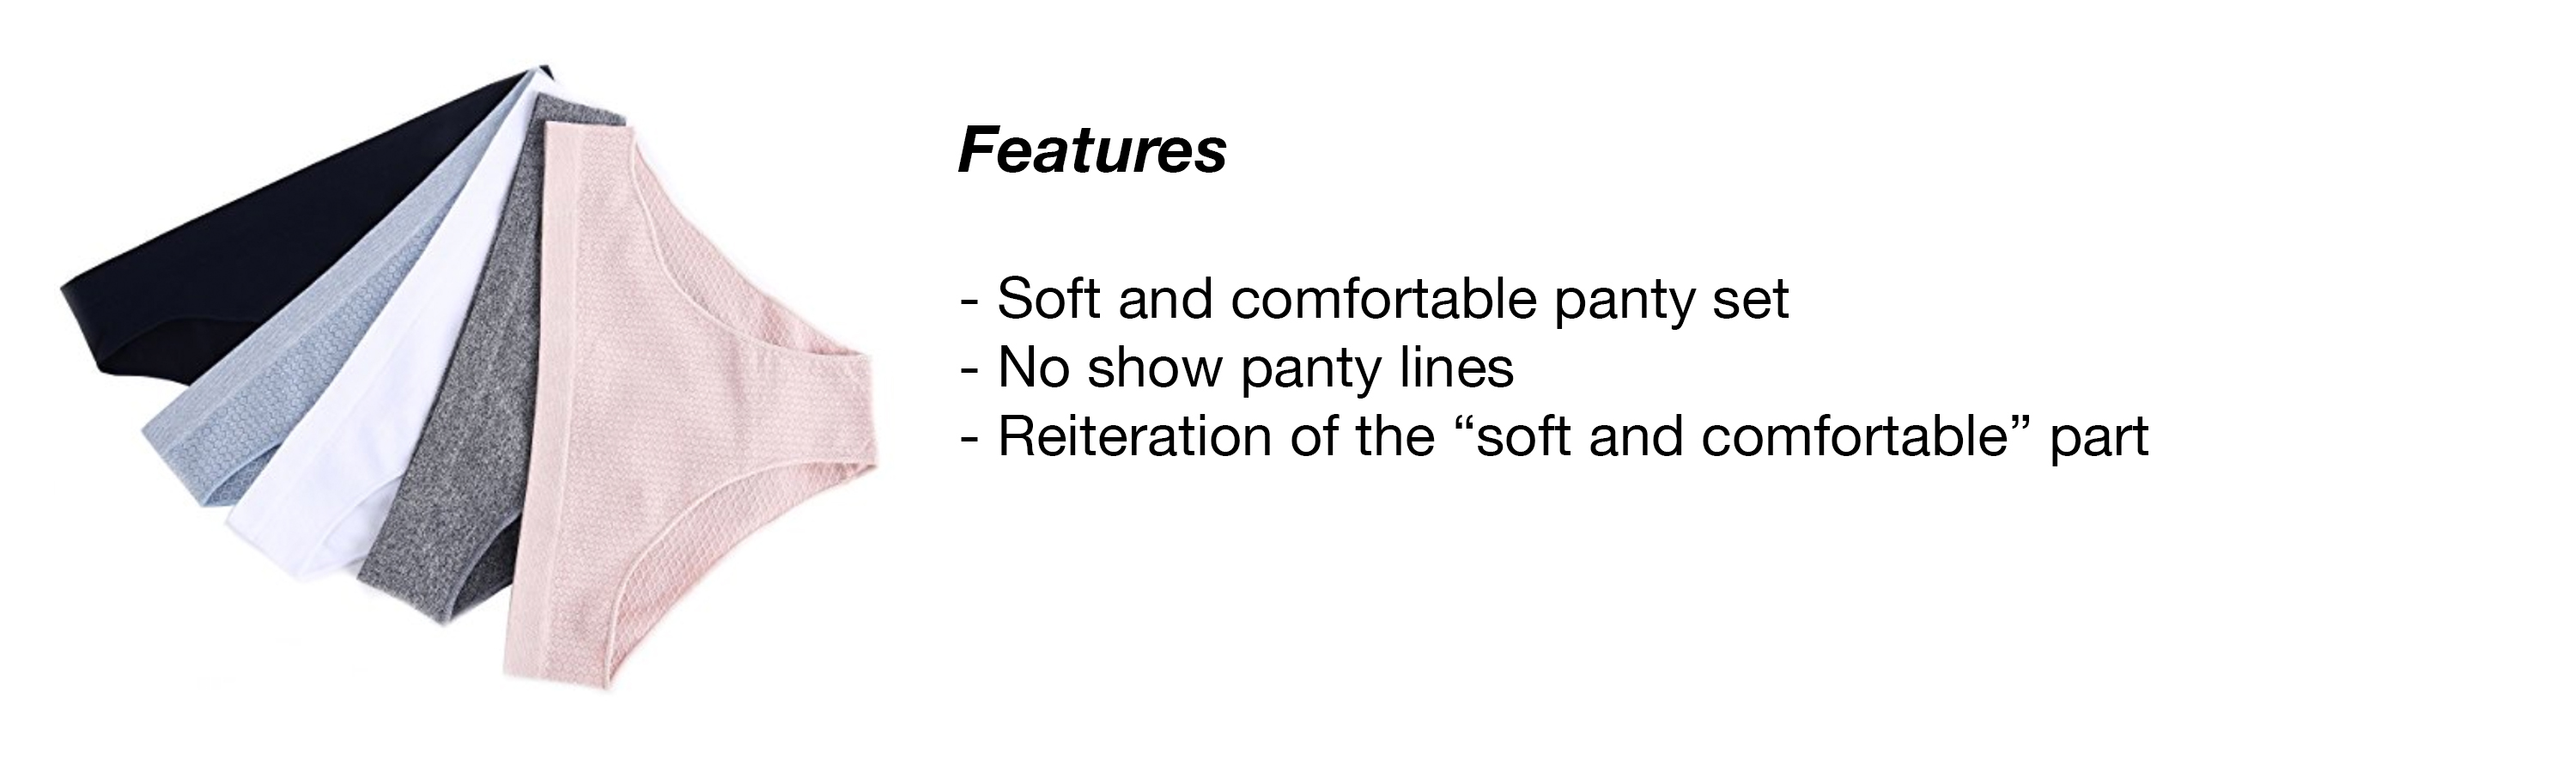 Features
- Soft and comfortable panty set
- No show panty lines
- Reiteration of the “soft and comfortable” part